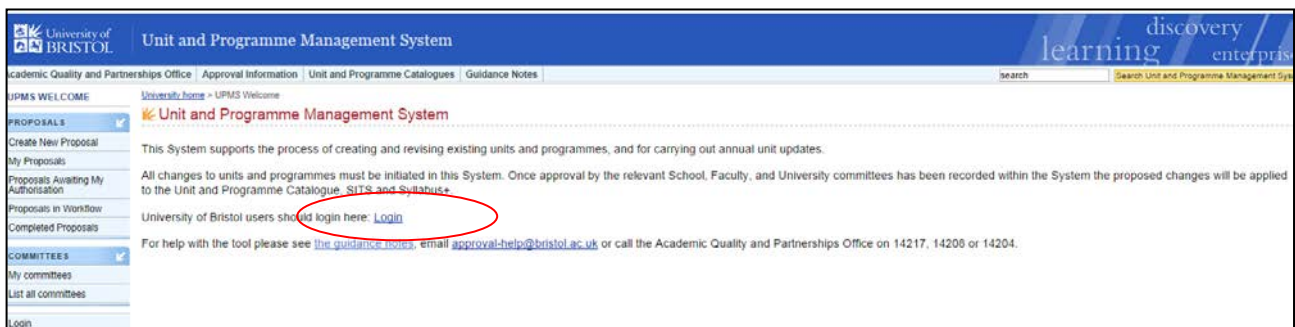 University of
BRISTOL
Unit and Programme Management System
discovery
learning
enterpris
cademic Quality and Partnerships Office
Approval Information
Unit and Programme Catalogues
Guidance Notes
search
Search Unit and Programme Management Sys
UPMS WELCOME
University home > UPMS Welcome
Unit and Programme Management System
PROPOSALS
Create New Proposal
My Proposals
Proposals Awaiting My
Authorisation
Proposals in Workflow
Completed Proposals
COMMITTEES
My committees
List all committees
Login
This System supports the process of creating and revising existing units and programmes, and for carrying out annual unit updates.
All changes to units and programmes must be initiated in this System. Once approval by the relevant School, Faculty, and University committees has been recorded within the System the proposed changes will be applied
to the Unit and Programme Catalogue, SITS and Syllabus+.
University of Bristol users should login here: Login
For help with the tool please see the guidance notes, email approval-help@bristol.ac.uk or call the Academic Quality and Partnerships Office on 14217, 14208 or 14204.